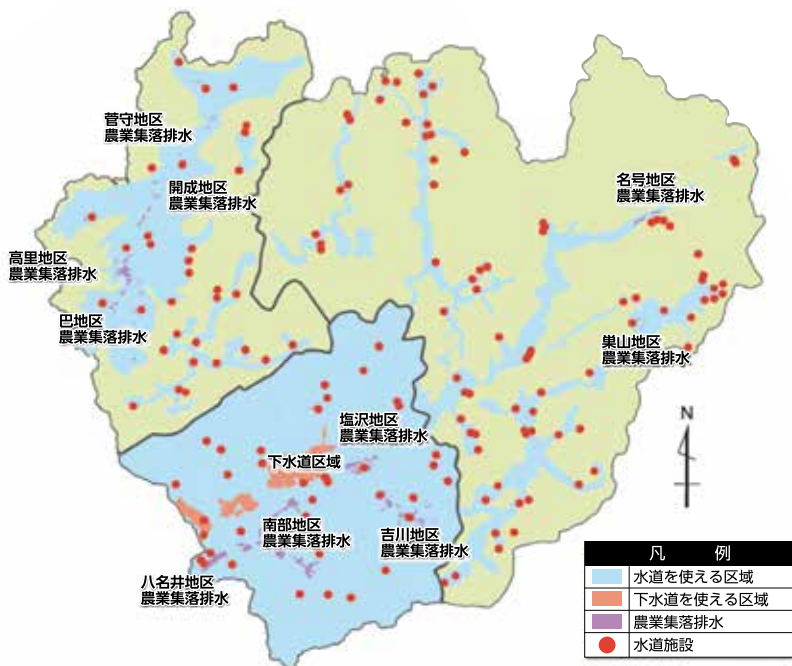 菅守地区
農業集落排水
開成地区
農業集落排水
名号地区
農業集落排水
高里地区
農業集落排水
巴地区
農業集落排水
巣山地区
農業集落排水
塩沢地区
農業集落排水
下水道区域
南部地区
農業集落排水
吉川地区
農業集落排水
八名井地区
農業集落排水
N
凡 例
水道を使える区域
下水道を使える区域
農業集落排水
水道施設